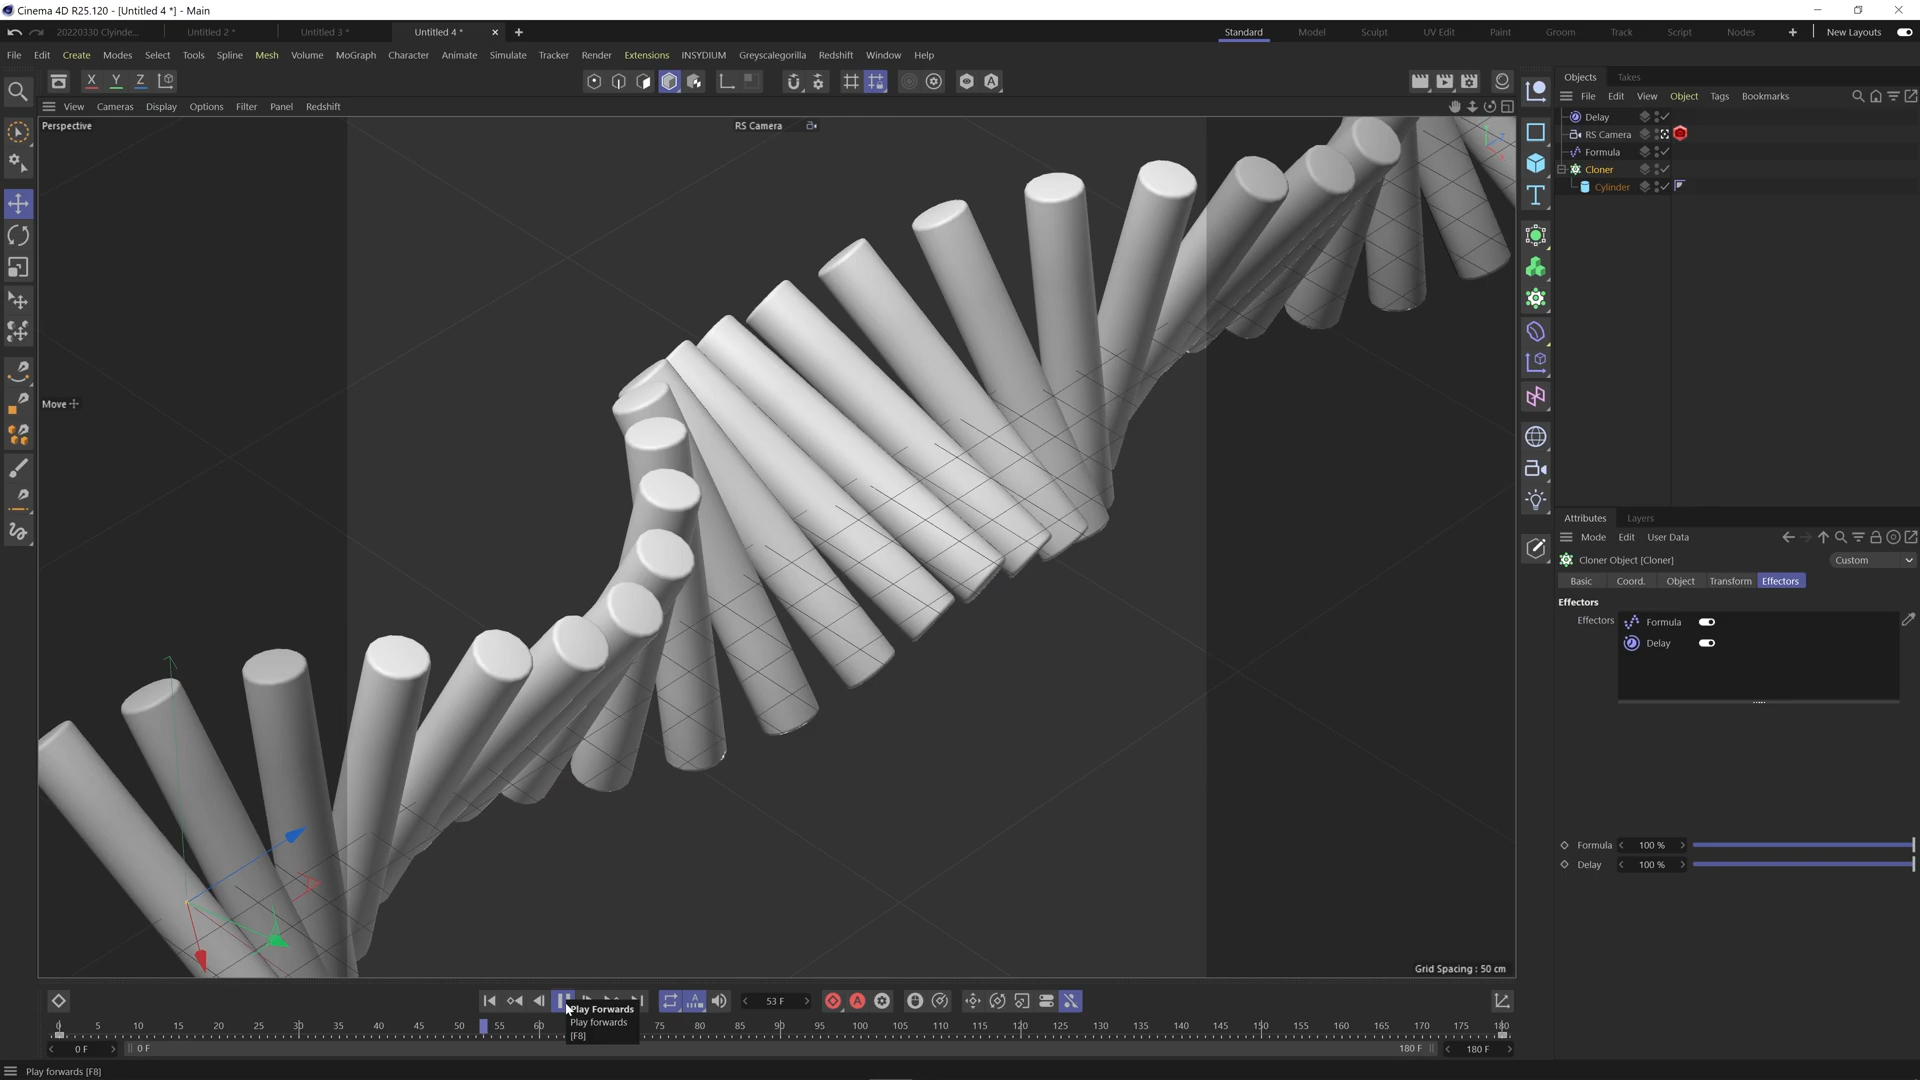 Cinema 4D R25.120 - [Untitled 4 *] - Main
20220330 Clyinde...
Untitled 2 *
Untitled 3 *
Untitled 4 *
Standard
Model
Sculpt
UV Edit
Paint
Groom
Track
Script
Nodes
New Layouts
File
Edit
Create
Modes
Select
Tools
Spline
Mesh
Volume
MoGraph
Character
Animate
Simulate
Tracker
Render
Extensions
INSYDIUM
Greyscalegorilla
Redshift
Window
Help
X
Y
Z
View
Cameras
Display
Options
Filter
Panel
Redshift
Perspective
RS Camera
Move
Grid Spacing : 50 cm
Objects
Takes
File
Edit
View
Object
Tags
Bookmarks
Delay
RS Camera
Formula
Cloner
Cylinder
Attributes
Layers
Mode
Edit
User Data
Cloner Object [Cloner]
Custom
Basic
Coord.
Object
Transform
Effectors
Effectors
Effectors
Formula
Delay
Formula
100 %
Delay
100 %
53 F
Play Forwards
Play forwards
[F8]
0
5
10
15
20
25
30
35
40
45
50
55
60
75
80
85
90
95
100
105
110
115
120
125
130
135
140
145
150
155
160
165
170
175
180
0 F
0 F
180 F
180 F
Play forwards [F8]